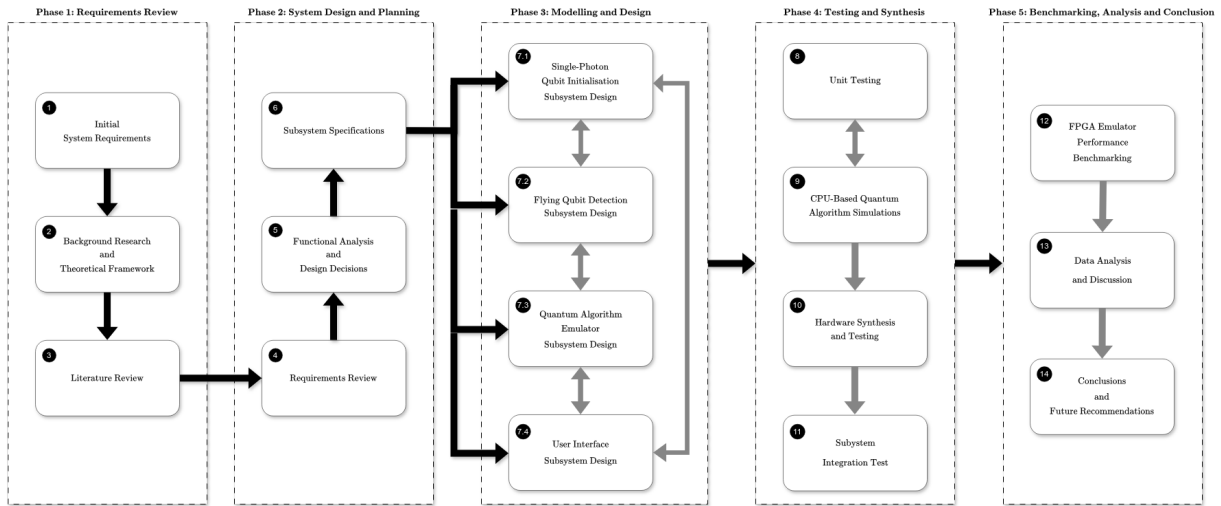 Phase 1: Requirements Review
1
Initial
System Requirements
2
Background Research
and
Theoretical Framework
3
Literature Review
Phase 2: System Design and Planning
6
Subsystem Specifications
5
Functional Analysis
and
Design Decisions
4
Requirements Review
Phase 3: Modelling and Design
7.1
Single-Photon
Qubit Initialisation
Subsystem Design
7.2
Flying Qubit Detection
Subsystem Design
7.3
Quantum Algorithm
Emulator
Subsystem Design
7.4
User Interface
Subsystem Design
Phase 4: Testing and Synthesis
8
Unit Testing
9
CPU-Based Quantum
Algorithm Simulations
10
Hardware Synthesis
and Testing
11
Subystem
Integration Test
Phase 5: Benchmarking, Analysis and Conclusion
12
FPGA Emulator
Performance
Benchmarking
13
Data Analysis
and Discussion
14
Conclusions
and
Future Recommendations